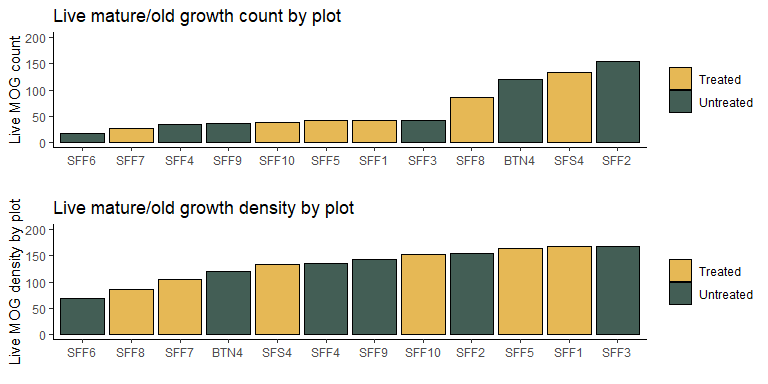 Live mature/old growth count by plot
Live MOG count
200
150
100
50
0
SFF6 SFF7 SFF4 SFF9 SFF10 SFF5 SFF1 SFF3 SFF8 BTN4 SFS4 SFF2
Treated
Untreated
Live mature/old growth density by plot
Live MOG density by plot
200
150
100
50
0
SFF6 SFF8 SFF7 BTN4 SFS4 SFF4 SFF9 SFF10 SFF2 SFF5 SFF1 SFF3
Treated
Untreated